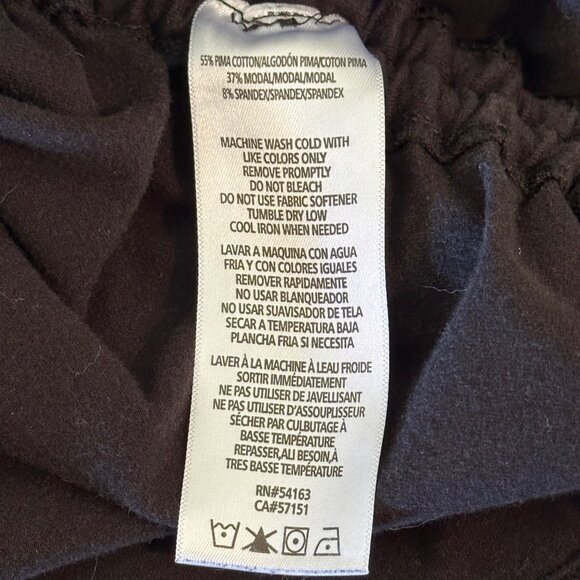 55% PIMA COTTON/ALGODÓN PIMA/COTON PIMA
37% MODAL/MODAL/MODAL
8% SPANDEX/SPANDEX/SPANDEX
MACHINE WASH COLD WITH
LIKE COLORS ONLY
REMOVE PROMPTLY
DO NOT BLEACH
DO NOT USE FABRIC SOFTENER
TUMBLE DRY LOW
COOL IRON WHEN NEEDED
LAVAR A MAQUINA CON AGUA
FRIA Y CON COLORES IGUALES
REMOVER RAPIDAMENTE
NO USAR BLANQUEADOR
NO USAR SUAVISADOR DE TELA
SECAR A TEMPERATURA BAJA
PLANCHA FRIA SI NECESITA
LAVER À LA MACHINE À LEAU FROIDE
SORTIR IMMÉDIATEMENT
NE PAS UTILISER DE JAVELLISANT
NE PAS UTILISER D'ASSOUPLISSEUR
SÉCHER PAR CULBUTAGE À
BASSE TEMPÉRATURE
REPASSER,ALI BESOIN,À
TRES BASSE TEMPÉRATURE
RN#54163
CA#57151